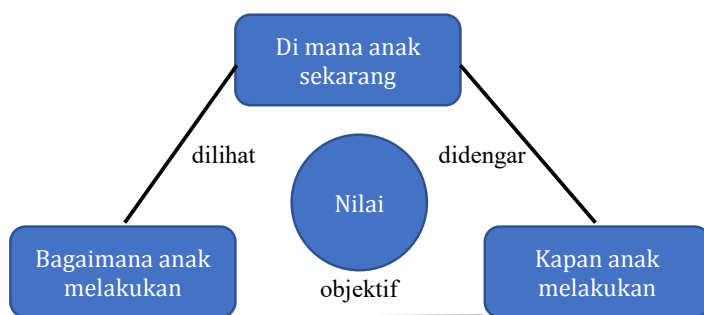 Di mana anak
sekarang
dilihat
didengar
Nilai
Bagaimana anak
melakukan
Kapan anak
melakukan
objektif